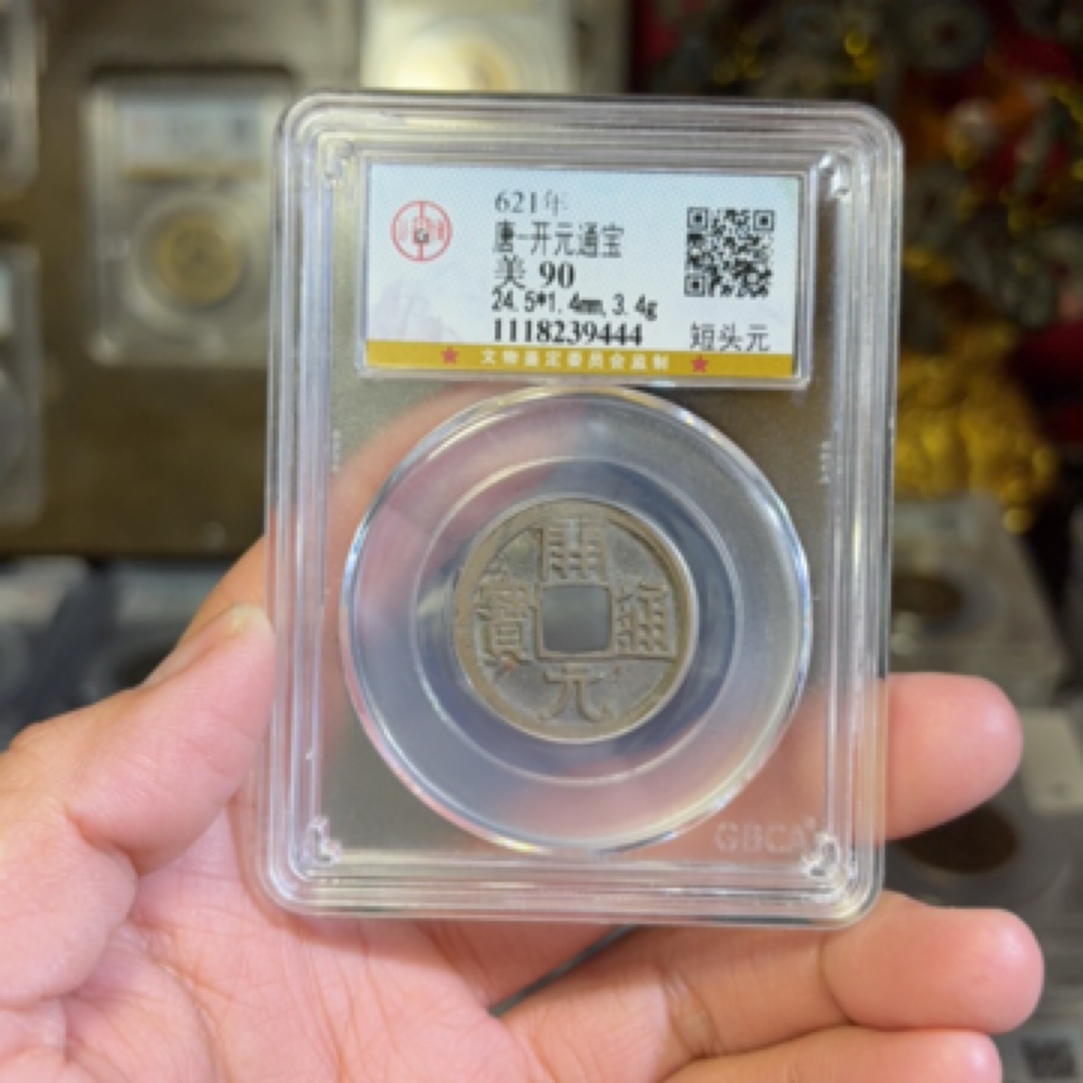 621年
唐-开元通宝
美 90
24.5*1.4mm,3.4g
1118239444 短头元
★ 文物鉴定委员会监制 ★
G
開
寶 通
元
GBCA